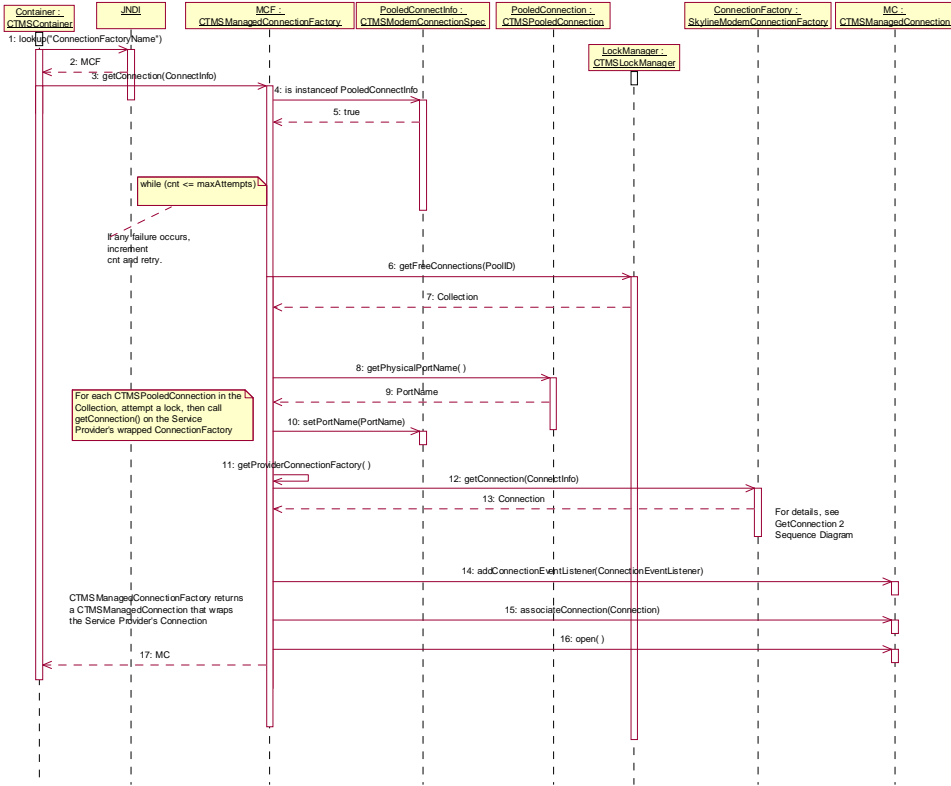 Container :
CTMSContainer
JNDI
MCF :
CTMSManagedConnectionFactory
PooledConnectInfo :
CTMSModemConnectionSpec
PooledConnection :
CTMSPooledConnection
ConnectionFactory :
SkylineModemConnectionFactory
MC :
CTMSManagedConnection
LockManager :
CTMSLockManager
1: lookup("ConnectionFactoryName")
2: MCF
3: getConnection(ConnectInfo)
4: is instanceof PooledConnectInfo
5: true
while (cnt <= maxAttempts)
If any failure occurs,
increment
cnt and retry.
6: getFreeConnections(PoolID)
7: Collection
8: getPhysicalPortName( )
9: PortName
For each CTMSPooledConnection in the
Collection, attempt a lock, then call
getConnection() on the Service
Provider's wrapped ConnectionFactory
10: setPortName(PortName)
11: getProviderConnectionFactory( )
12: getConnection(ConnectInfo)
13: Connection
For details, see
GetConnection 2
Sequence Diagram
14: addConnectionEventListener(ConnectionEventListener)
CTMSManagedConnectionFactory returns
a CTMSManagedConnection that wraps
the Service Provider's Connection
15: associateConnection(Connection)
16: open( )
17: MC